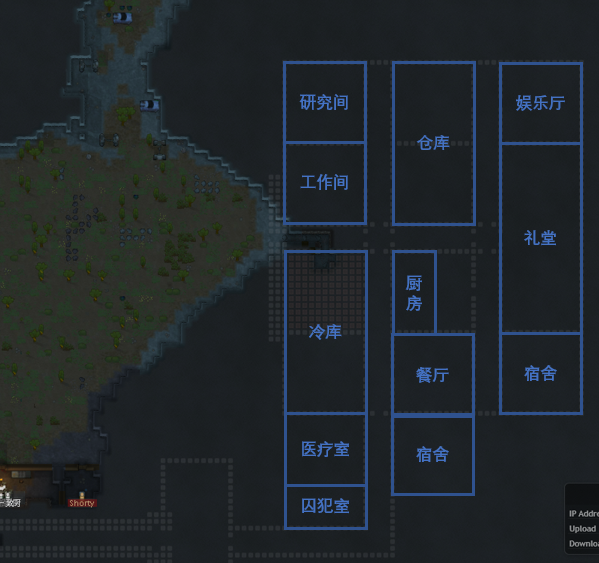 研究间
仓库
娱乐厅
工作间
礼堂
厨
房
冷库
餐厅
宿舍
医疗室
宿舍
囚犯室
Shorty
IP Addre
Upload
Downlo